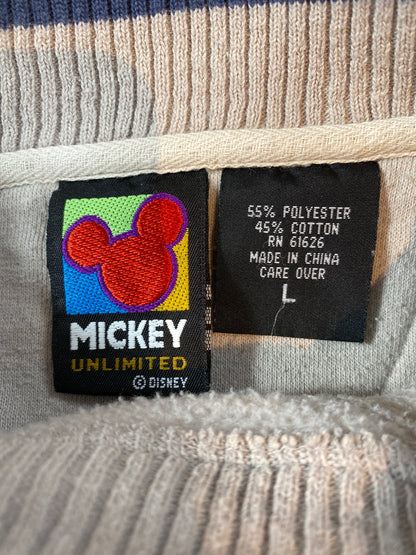 MICKEY
UNLIMITED
© DISNEY
55% POLYESTER
45% COTTON
RN 61626
MADE IN CHINA
CARE OVER
L